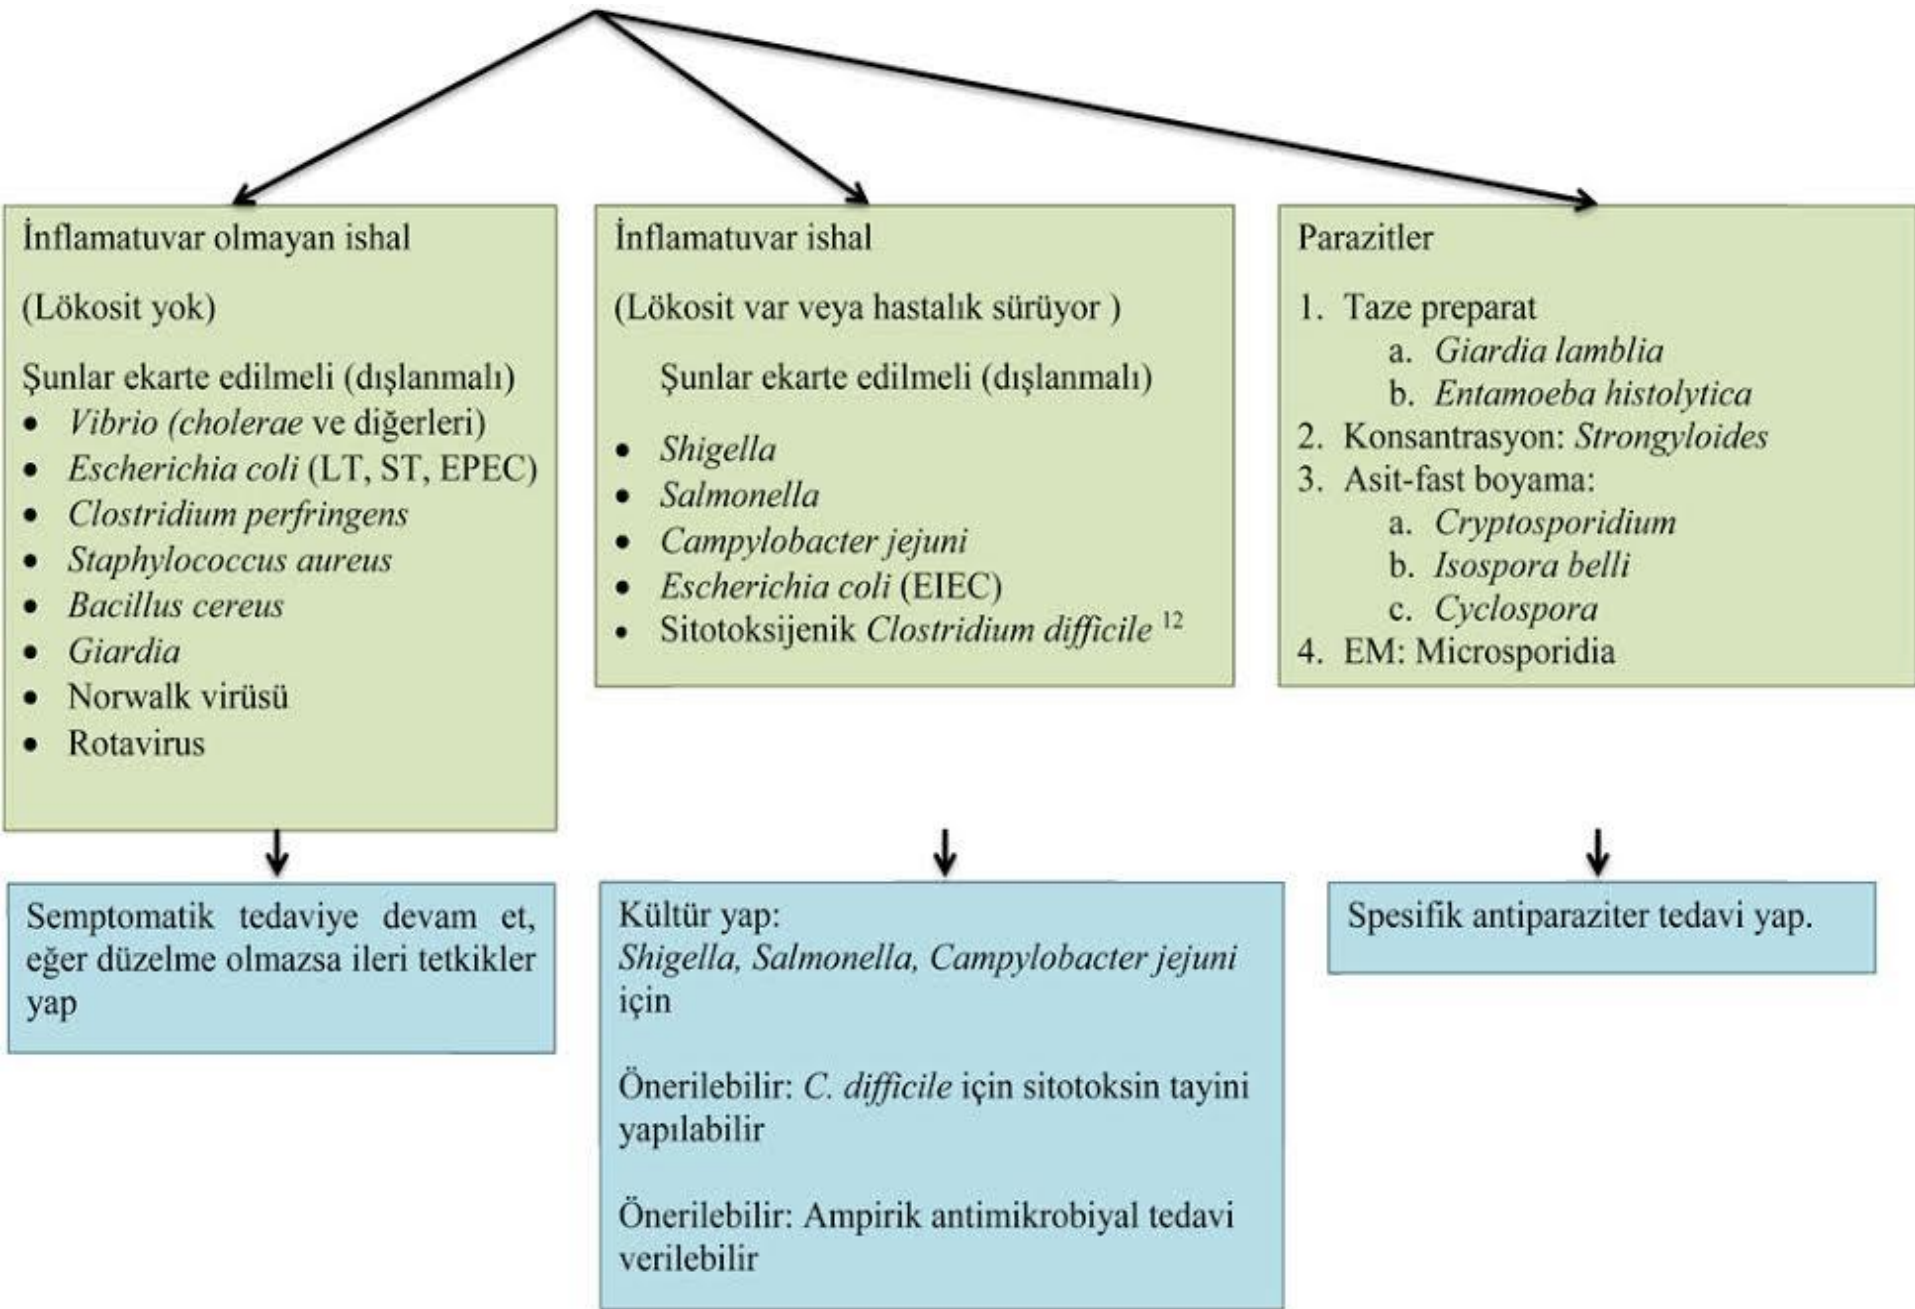 İnflamatuvar olmayan ishal
(Lökosit yok)
Şunlar ekarte edilmeli (dışlanmalı)
• Vibrio (cholerae ve diğerleri)
• Escherichia coli (LT, ST, EPEC)
• Clostridium perfringens
• Staphylococcus aureus
• Bacillus cereus
• Giardia
• Norwalk virüsü
• Rotavirus
Semptomatik tedaviye devam et,
eğer düzelme olmazsa ileri tetkikler
yap
İnflamatuvar ishal
(Lökosit var veya hastalık sürüyor )
Şunlar ekarte edilmeli (dışlanmalı)
• Shigella
• Salmonella
• Campylobacter jejuni
• Escherichia coli (EIEC)
• Sitotoksijenik Clostridium difficile 12
Kültür yap:
Shigella, Salmonella, Campylobacter jejuni
için
Önerilebilir: C. difficile için sitotoksin tayini
yapılabilir
Önerilebilir: Ampirik antimikrobiyal tedavi
verilebilir
Parazitler
1. Taze preparat
a. Giardia lamblia
b. Entamoeba histolytica
2. Konsantrasyon: Strongyloides
3. Asit-fast boyama:
a. Cryptosporidium
b. Isospora belli
c. Cyclospora
4. EM: Microsporidia
Spesifik antiparaziter tedavi yap.